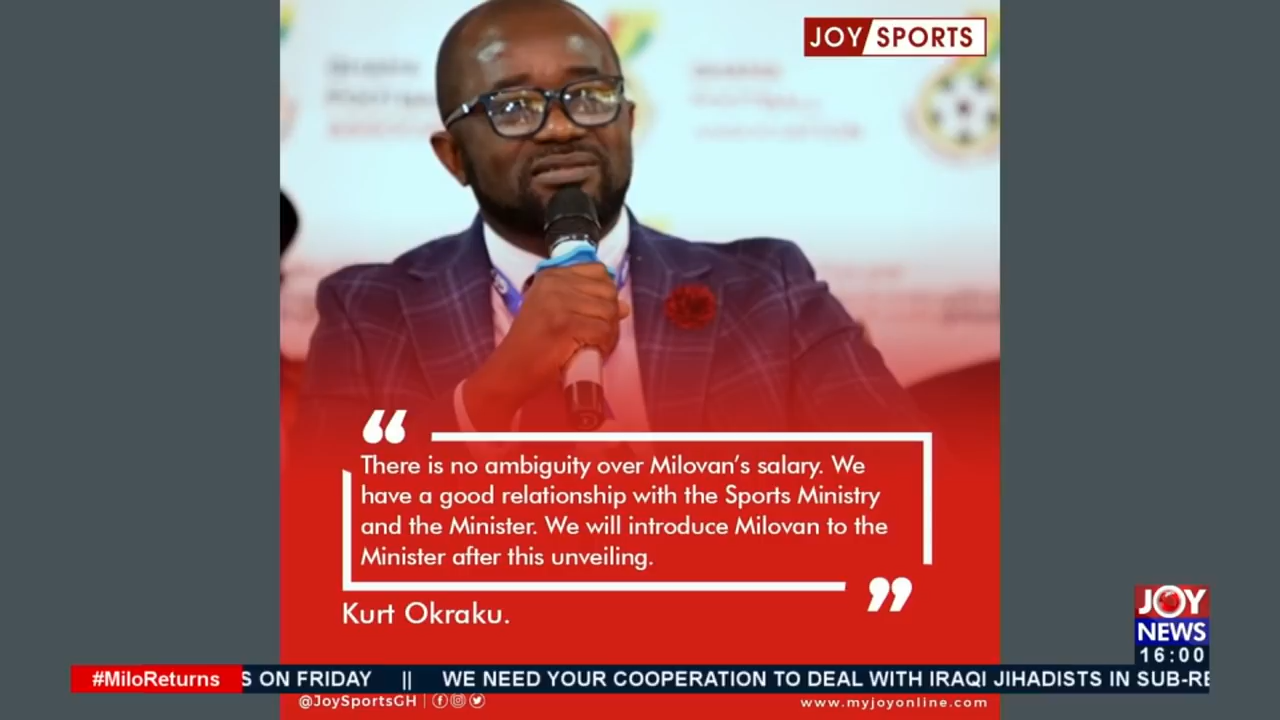 JOY SPORTS
“
There is no ambiguity over Milovan’s salary. We
have a good relationship with the Sports Ministry
and the Minister. We will introduce Milovan to the
Minister after this unveiling.
”
Kurt Okraku.
JOY
NEWS
16:00
#MiloReturns
S ON FRIDAY || WE NEED YOUR COOPERATION TO DEAL WITH IRAQI JIHADISTS IN SUB-RE
@JoySportsGH
www.myjoyonline.com